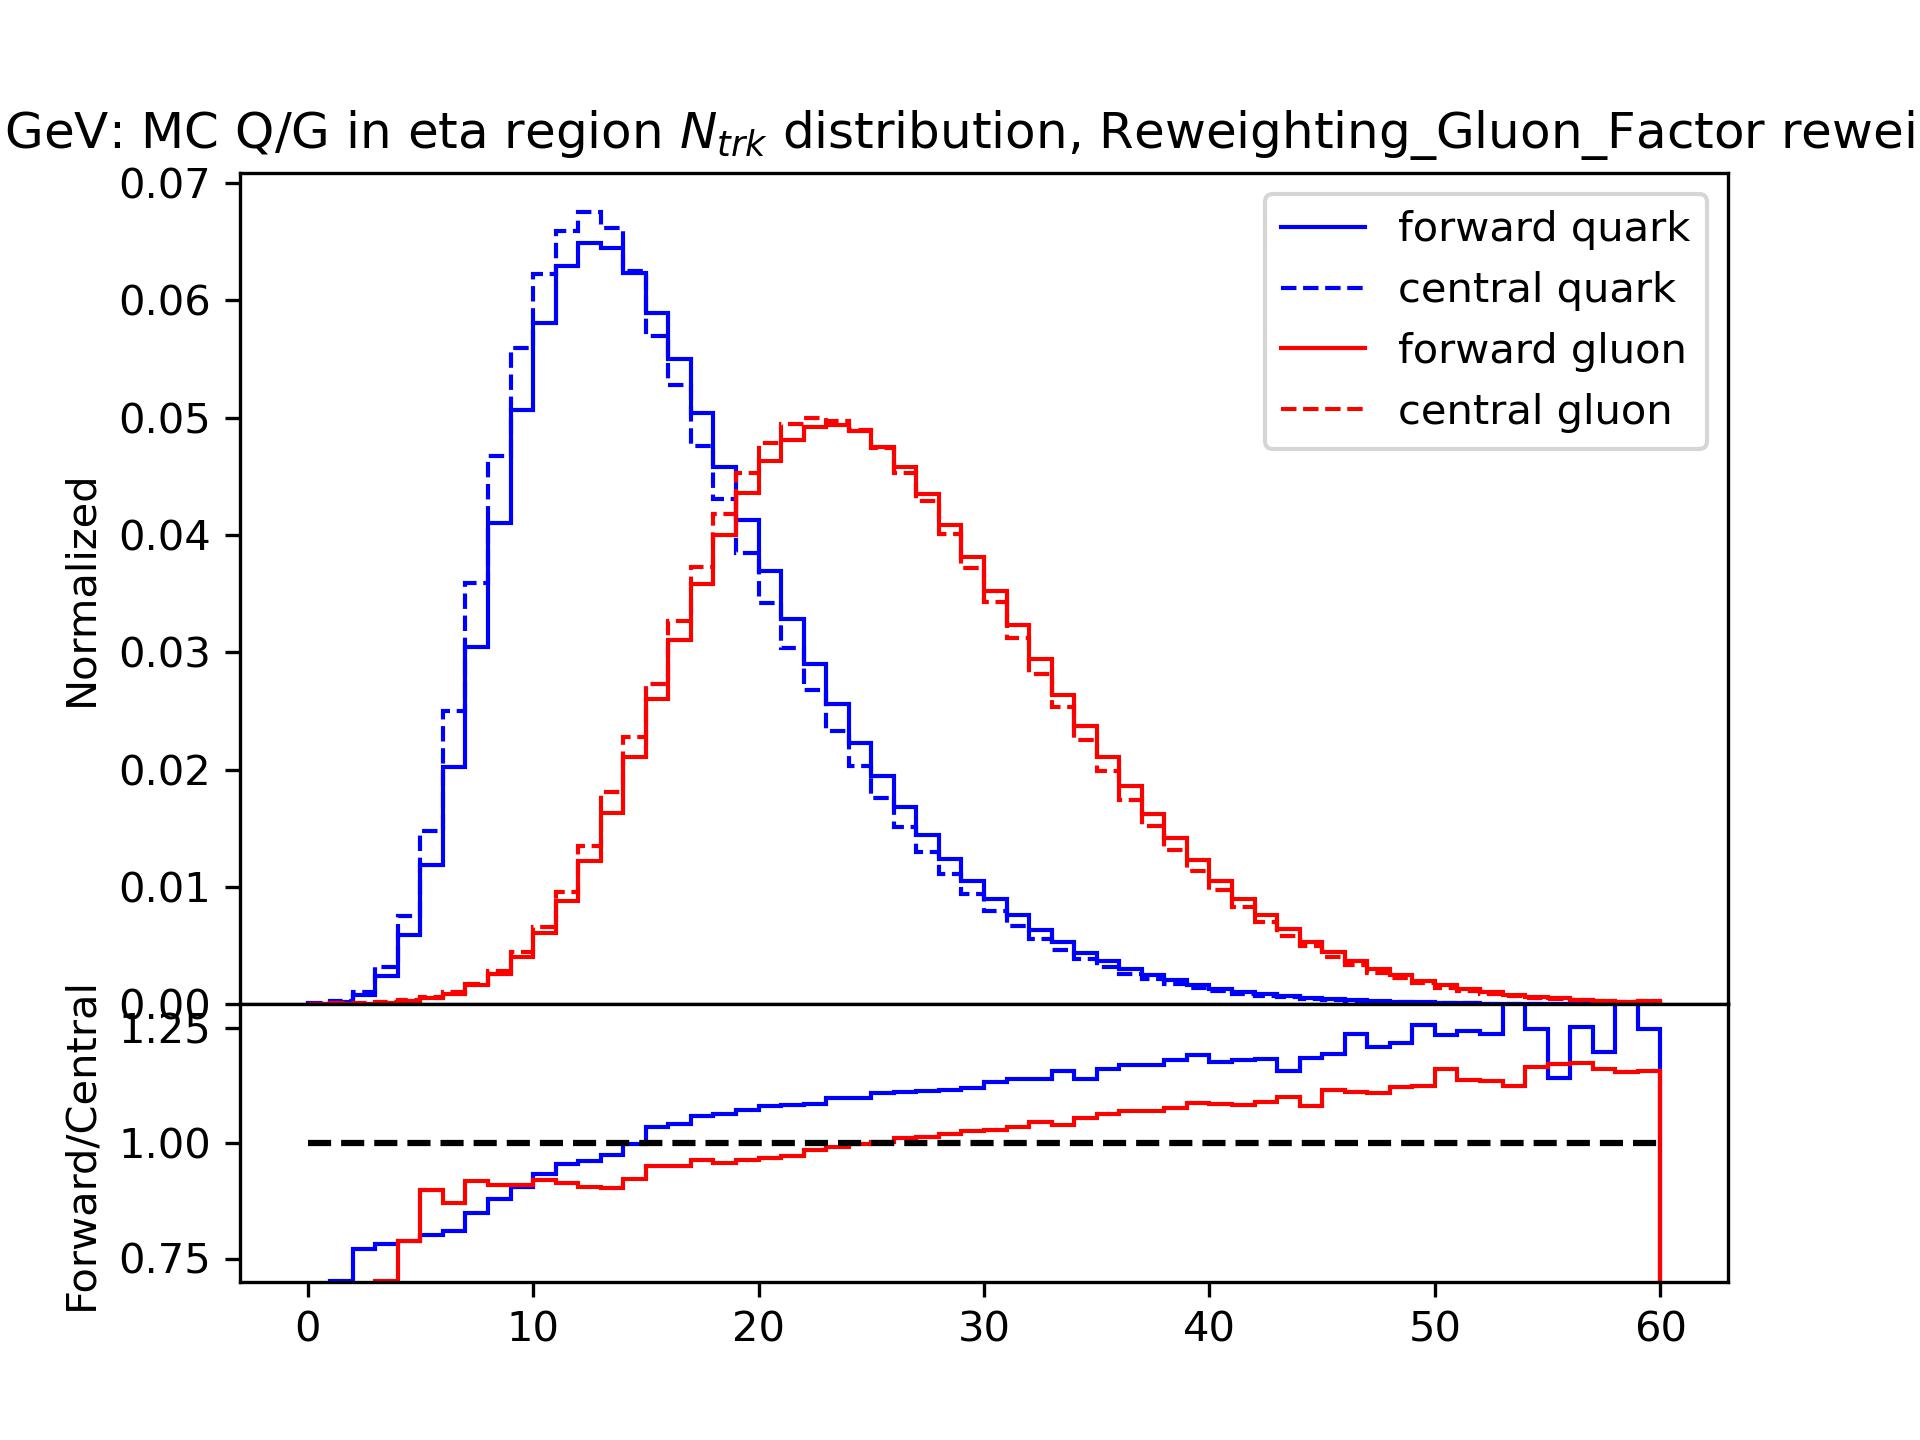 GeV: MC Q/G in eta region Ntrk distribution, Reweighting_Gluon_Factor rewei
0.07
0.06
0.05
0.04
0.03
0.02
0.01
0.00
Normalized
forward quark
central quark
forward gluon
central gluon
1.25
1.00
0.75
Forward/Central
0 10 20 30 40 50 60